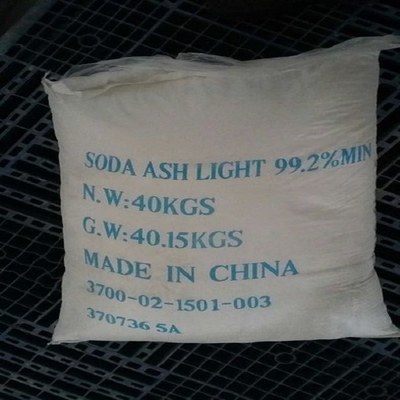 SODA ASH LIGHT 99.2%MIN
N.W:40KGS
G.W:40.15KGS
MADE IN CHINA
3700-02-1501-003
370736 SA